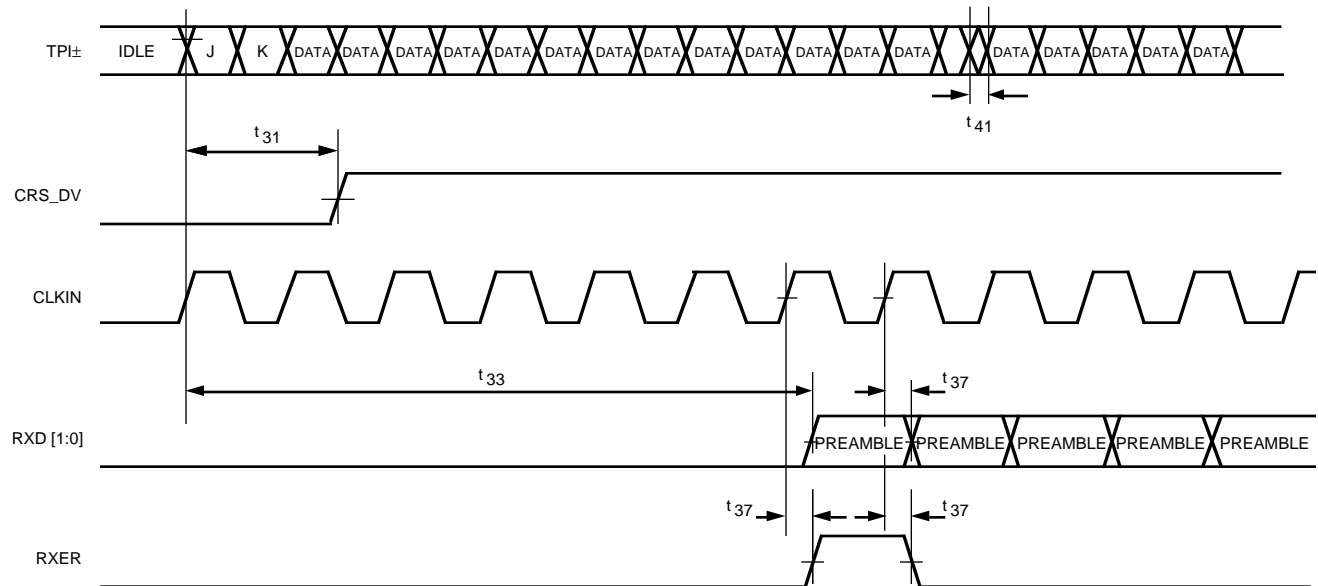 TPI± IDLE J K DATA DATA DATA DATA DATA DATA DATA DATA DATA DATA DATA DATA DATA DATA DATA DATA DATA DATA
t 41
t 31
CRS_DV
CLKIN
t 33
t 37
RXD [1:0] PREAMBLE PREAMBLE PREAMBLE PREAMBLE PREAMBLE
t 37 t 37
RXER